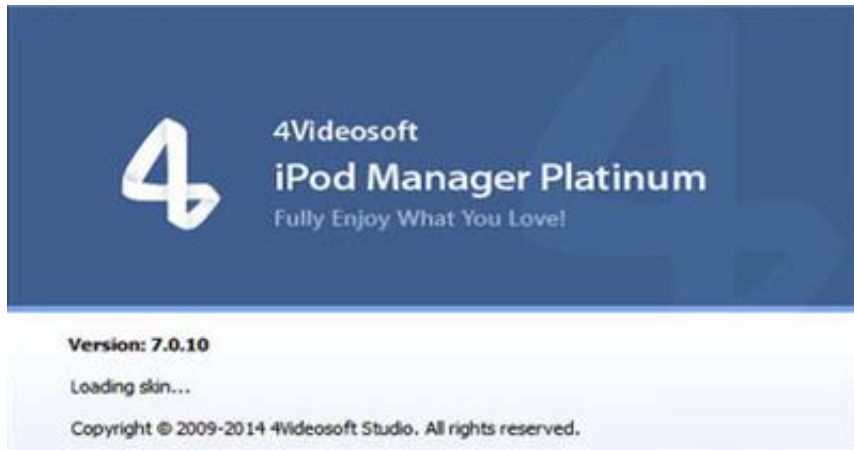 4Videosoft
iPod Manager Platinum
Fully Enjoy What You Love!
Version: 7.0.10
Loading skin...
Copyright © 2009-2014 4Videosoft Studio. All rights reserved.